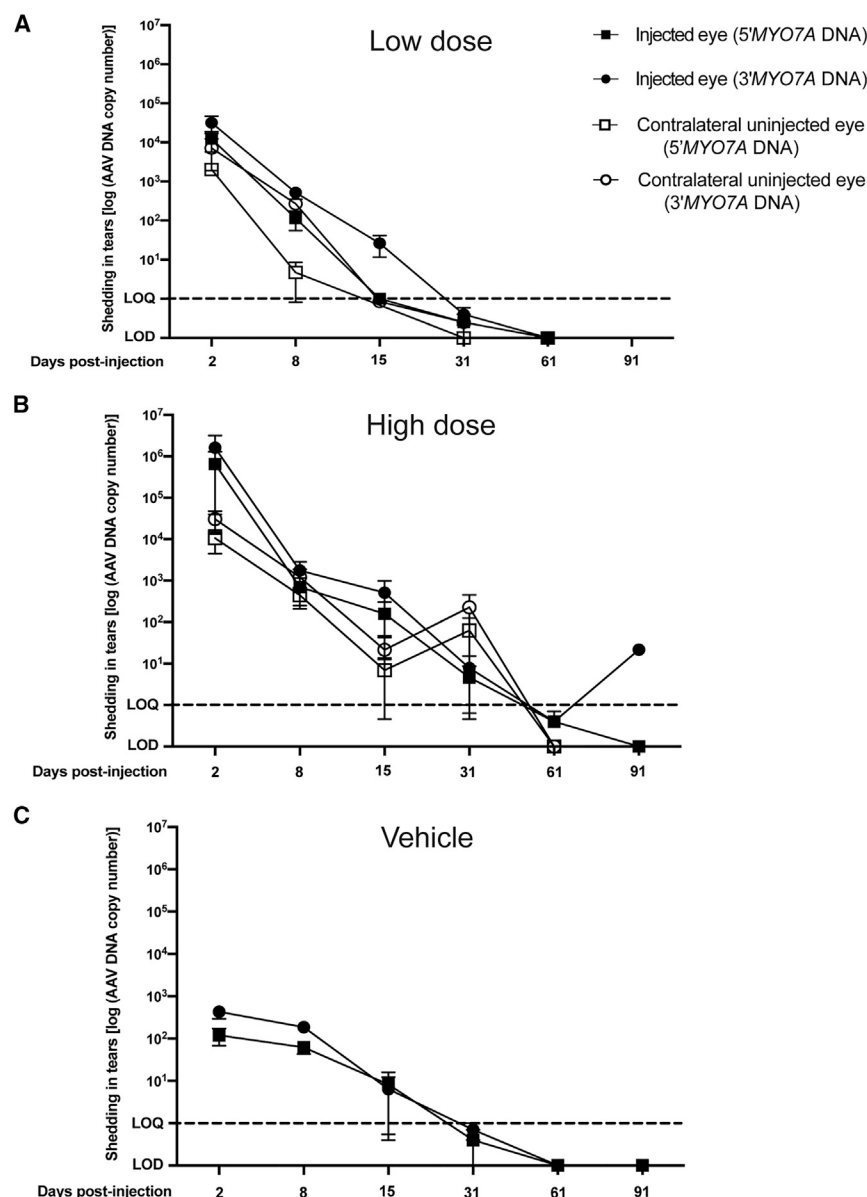 A
Low dose
Shedding in tears [log (AAV DNA copy number)]
10⁷
10⁶
10⁵
10⁴
10³
10²
10¹
LOQ
LOD
Days post-injection
2 8 15 31 61 91
Injected eye (5'MYO7A DNA)
Injected eye (3'MYO7A DNA)
Contralateral uninjected eye
(5'MYO7A DNA)
Contralateral uninjected eye
(3'MYO7A DNA)
B
High dose
Shedding in tears [log (AAV DNA copy number)]
10⁷
10⁶
10⁵
10⁴
10³
10²
10¹
LOQ
LOD
Days post-injection
2 8 15 31 61 91
C
Vehicle
Shedding in tears [log (AAV DNA copy number)]
10⁷
10⁶
10⁵
10⁴
10³
10²
10¹
LOQ
LOD
Days post-injection
2 8 15 31 61 91